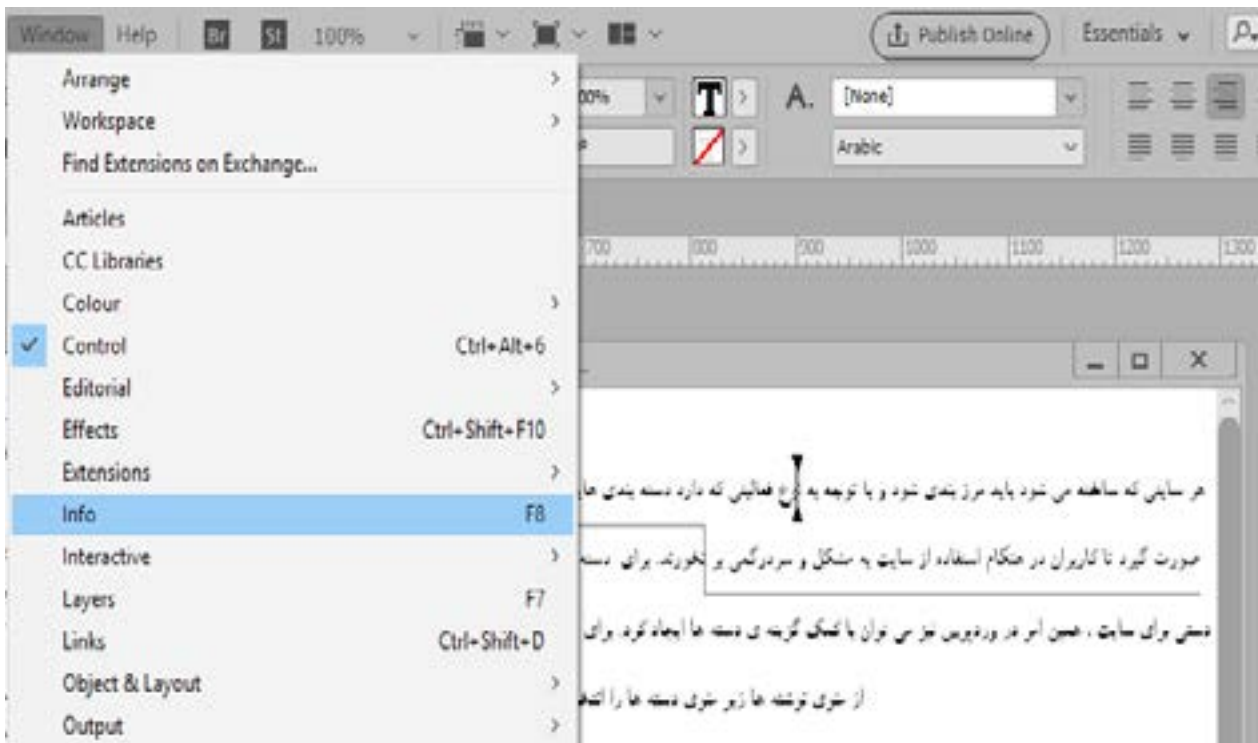 Window Help Br St 100% Publish Online Essentials
Arrange
Workspace
Find Extensions on Exchange...
Articles
CC Libraries
Colour
Control Ctrl+Alt+6
Editorial
Effects Ctrl+Shift+F10
Extensions
Info F8
Interactive
Layers F7
Links Ctrl+Shift+D
Object & Layout
Output
T A. [None]
Arabic
700 800 900 1000 1100 1200 1300
هر سایتی که ساخته می شود باید مرز بندی شود و با توجه به نوع فعالیتی که دارد دسته بندی ها
صورت گیرد تا کاربران در هنگام استفاده از سایت به مشکل و سردرگمی بر نخورند. برای دسته
دستی برای سایت ، همین امر در وردپرس نیز می توان با کمک گزینه ی دسته ها ایجاد کرد. برای
از منوی نوشته ها زیر منوی دسته ها را